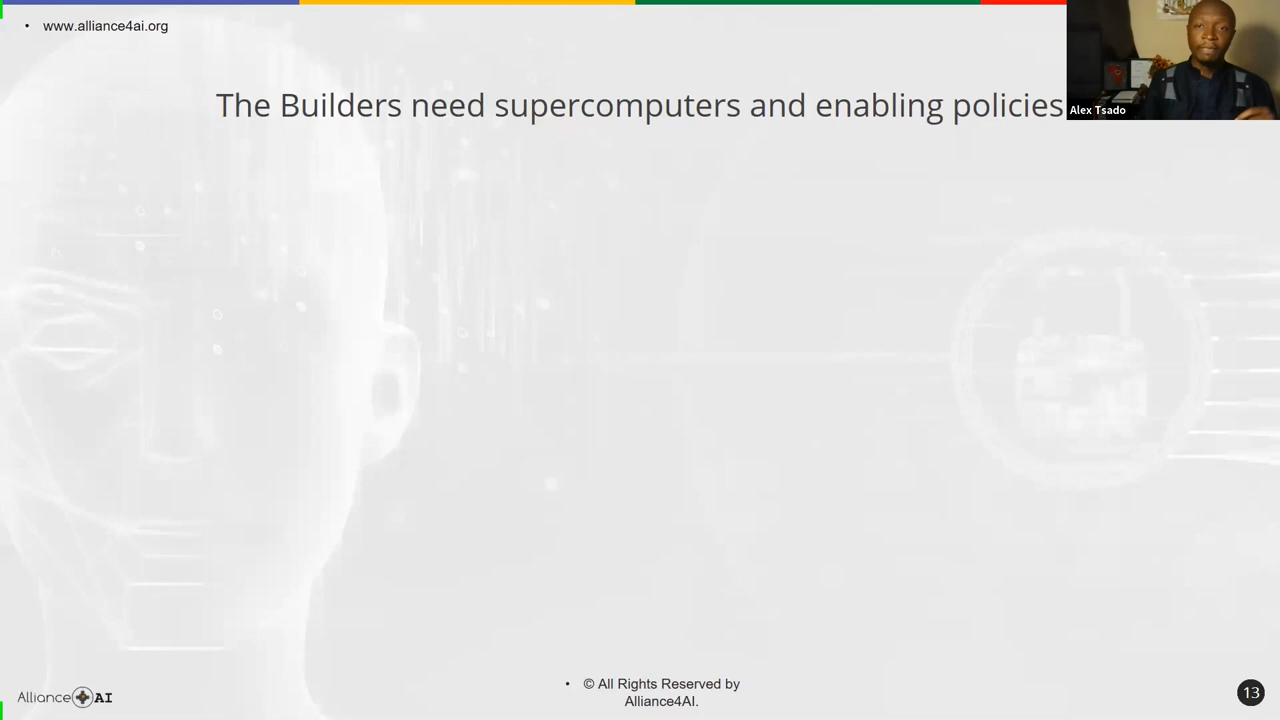 • www.alliance4ai.org
The Builders need supercomputers and enabling policies
Alex Tsado
Alliance AI
• © All Rights Reserved by
Alliance4AI.
13